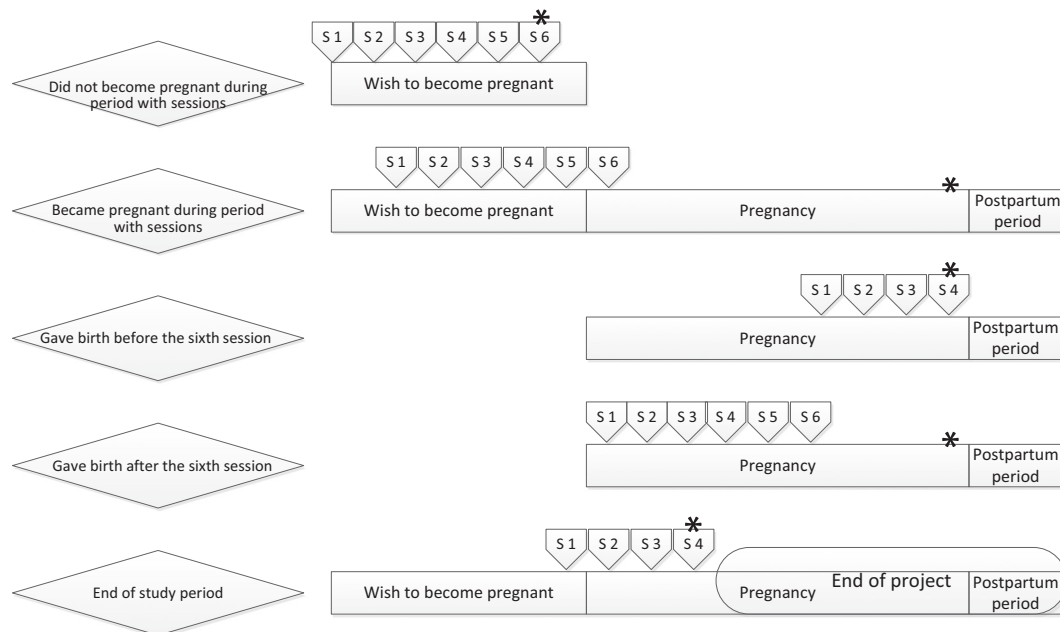 *
S 1 S 2 S 3 S 4 S 5 S 6
Did not become pregnant during
period with sessions
Wish to become pregnant
S 1 S 2 S 3 S 4 S 5 S 6
*
Became pregnant during period
with sessions
Wish to become pregnant
Pregnancy
Postpartum
period
*
S 1 S 2 S 3 S 4
Gave birth before the sixth session
Pregnancy
Postpartum
period
S 1 S 2 S 3 S 4 S 5 S 6
*
Gave birth after the sixth session
Pregnancy
Postpartum
period
*
S 1 S 2 S 3 S 4
End of study period
Wish to become pregnant
Pregnancy
End of project
Postpartum
period